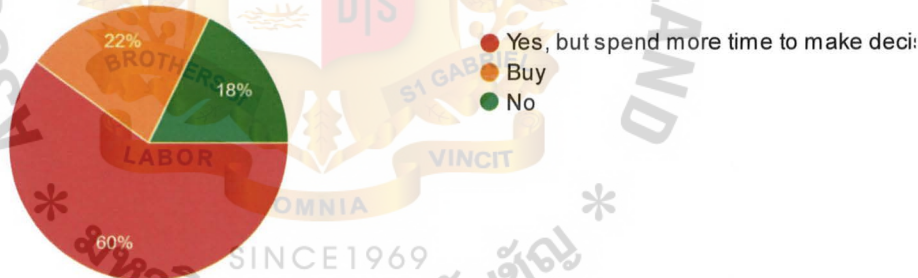 22%
18%
60%
Yes, but spend more time to make deci
Buy
No
D S
BROTHERS
ST GABRIEL
LABOR
VINCIT
OMNIA
SINCE1969